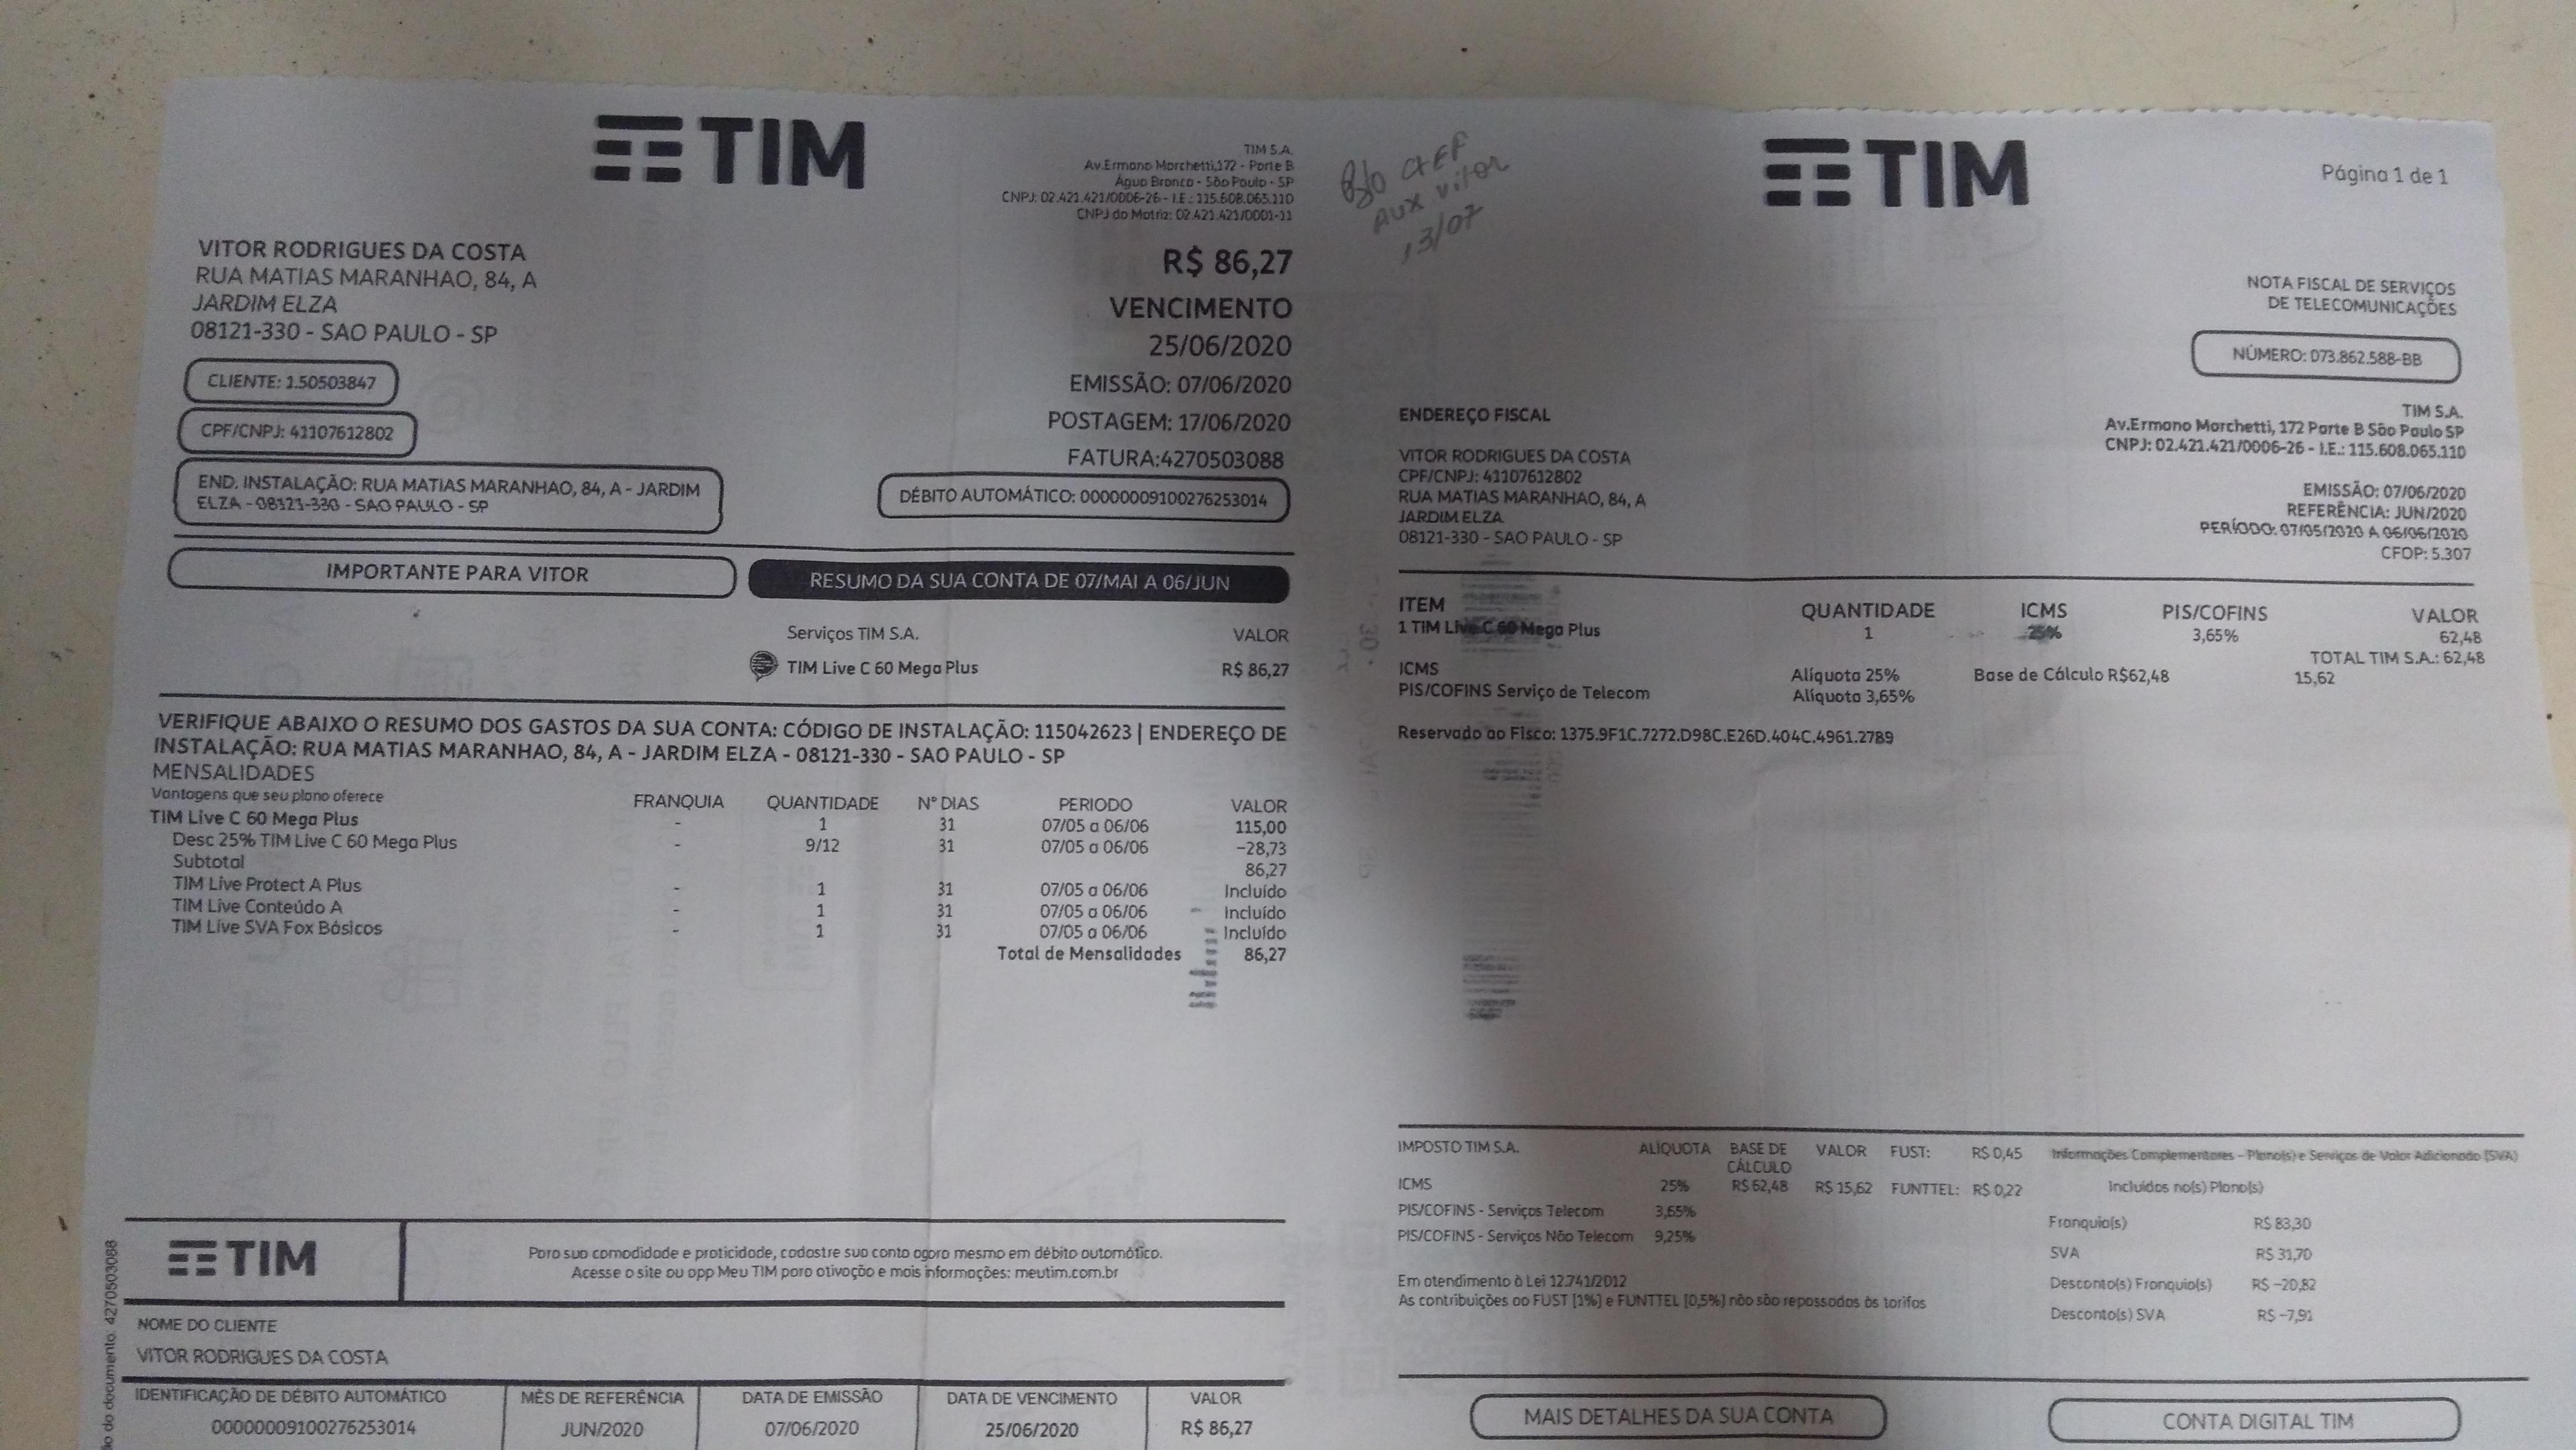 TIM
TIM S.A.
Av.Ermano Marchetti,172 - Parte B
Água Branca - São Paulo - SP
CNPJ: 02.421.421/0006-26 - I.E.: 115.608.065.110
CNPJ da Matriz: 02.421.421/0001-11
VITOR RODRIGUES DA COSTA
RUA MATIAS MARANHAO, 84, A
JARDIM ELZA
08121-330 - SAO PAULO - SP
R$ 86,27
VENCIMENTO
25/06/2020
EMISSÃO: 07/06/2020
POSTAGEM: 17/06/2020
FATURA:4270503088
CLIENTE: 1.50503847
CPF/CNPJ: 41107612802
END. INSTALAÇÃO: RUA MATIAS MARANHAO, 84, A - JARDIM
ELZA - 08121-330 - SAO PAULO - SP
DÉBITO AUTOMÁTICO: 00000009100276253014
IMPORTANTE PARA VITOR
RESUMO DA SUA CONTA DE 07/MAI A 06/JUN
Serviços TIM S.A. VALOR
TIM Live C 60 Mega Plus R$ 86,27
VERIFIQUE ABAIXO O RESUMO DOS GASTOS DA SUA CONTA: CÓDIGO DE INSTALAÇÃO: 115042623 | ENDEREÇO DE
INSTALAÇÃO: RUA MATIAS MARANHAO, 84, A - JARDIM ELZA - 08121-330 - SAO PAULO - SP
MENSALIDADES
Vantagens que seu plano oferece FRANQUIA QUANTIDADE N° DIAS PERIODO VALOR
TIM Live C 60 Mega Plus - 1 31 07/05 a 06/06 115,00
Desc 25% TIM Live C 60 Mega Plus - 9/12 31 07/05 a 06/06 -28,73
Subtotal 86,27
TIM Live Protect A Plus - 1 31 07/05 a 06/06 Incluído
TIM Live Conteúdo A - 1 31 07/05 a 06/06 Incluído
TIM Live SVA Fox Básicos - 1 31 07/05 a 06/06 Incluído
Total de Mensalidades 86,27
TIM
Para sua comodidade e praticidade, cadastre sua conta agora mesmo em débito automático.
Acesse o site ou app Meu TIM para ativação e mais informações: meutim.com.br
NOME DO CLIENTE
VITOR RODRIGUES DA COSTA
IDENTIFICAÇÃO DE DÉBITO AUTOMÁTICO MÊS DE REFERÊNCIA DATA DE EMISSÃO DATA DE VENCIMENTO VALOR
00000009100276253014 JUN/2020 07/06/2020 25/06/2020 R$ 86,27
do documento: 4270503088
Aux Vitor
13/07
TIM
Página 1 de 1
NOTA FISCAL DE SERVIÇOS
DE TELECOMUNICAÇÕES
NÚMERO: 073.862.588-BB
TIM S.A.
Av.Ermano Marchetti, 172 Parte B São Paulo SP
CNPJ: 02.421.421/0006-26 - I.E.: 115.608.065.110
ENDEREÇO FISCAL
VITOR RODRIGUES DA COSTA
CPF/CNPJ: 41107612802
RUA MATIAS MARANHAO, 84, A
JARDIM ELZA
08121-330 - SAO PAULO - SP
EMISSÃO: 07/06/2020
REFERÊNCIA: JUN/2020
PERÍODO: 07/05/2020 A 06/06/2020
CFOP: 5.307
ITEM QUANTIDADE ICMS PIS/COFINS VALOR
1 TIM Live C 60 Mega Plus 1 25% 3,65% 62,48
TOTAL TIM S.A.: 62,48
ICMS Alíquota 25% Base de Cálculo R$62,48 15,62
PIS/COFINS Serviço de Telecom Alíquota 3,65%
Reservado ao Fisco: 1375.9F1C.7272.D98C.E26D.404C.4961.2789
IMPOSTO TIM S.A. ALÍQUOTA BASE DE CÁLCULO VALOR FUST: R$ 0,45
ICMS 25% R$ 62,48 R$ 15,62 FUNTTEL: R$ 0,22
PIS/COFINS - Serviços Telecom 3,65%
PIS/COFINS - Serviços Não Telecom 9,25%
Em atendimento à Lei 12.741/2012
As contribuições ao FUST [1%] e FUNTTEL [0,5%] não são repassadas às tarifas
Informações Complementares - Plano(s) e Serviços de Valor Adicionado (SVA)
Incluídos no(s) Plano(s)
Franquia(s) R$ 83,30
SVA R$ 31,70
Desconto(s) Franquia(s) R$ -20,82
Desconto(s) SVA R$ -7,91
MAIS DETALHES DA SUA CONTA
CONTA DIGITAL TIM